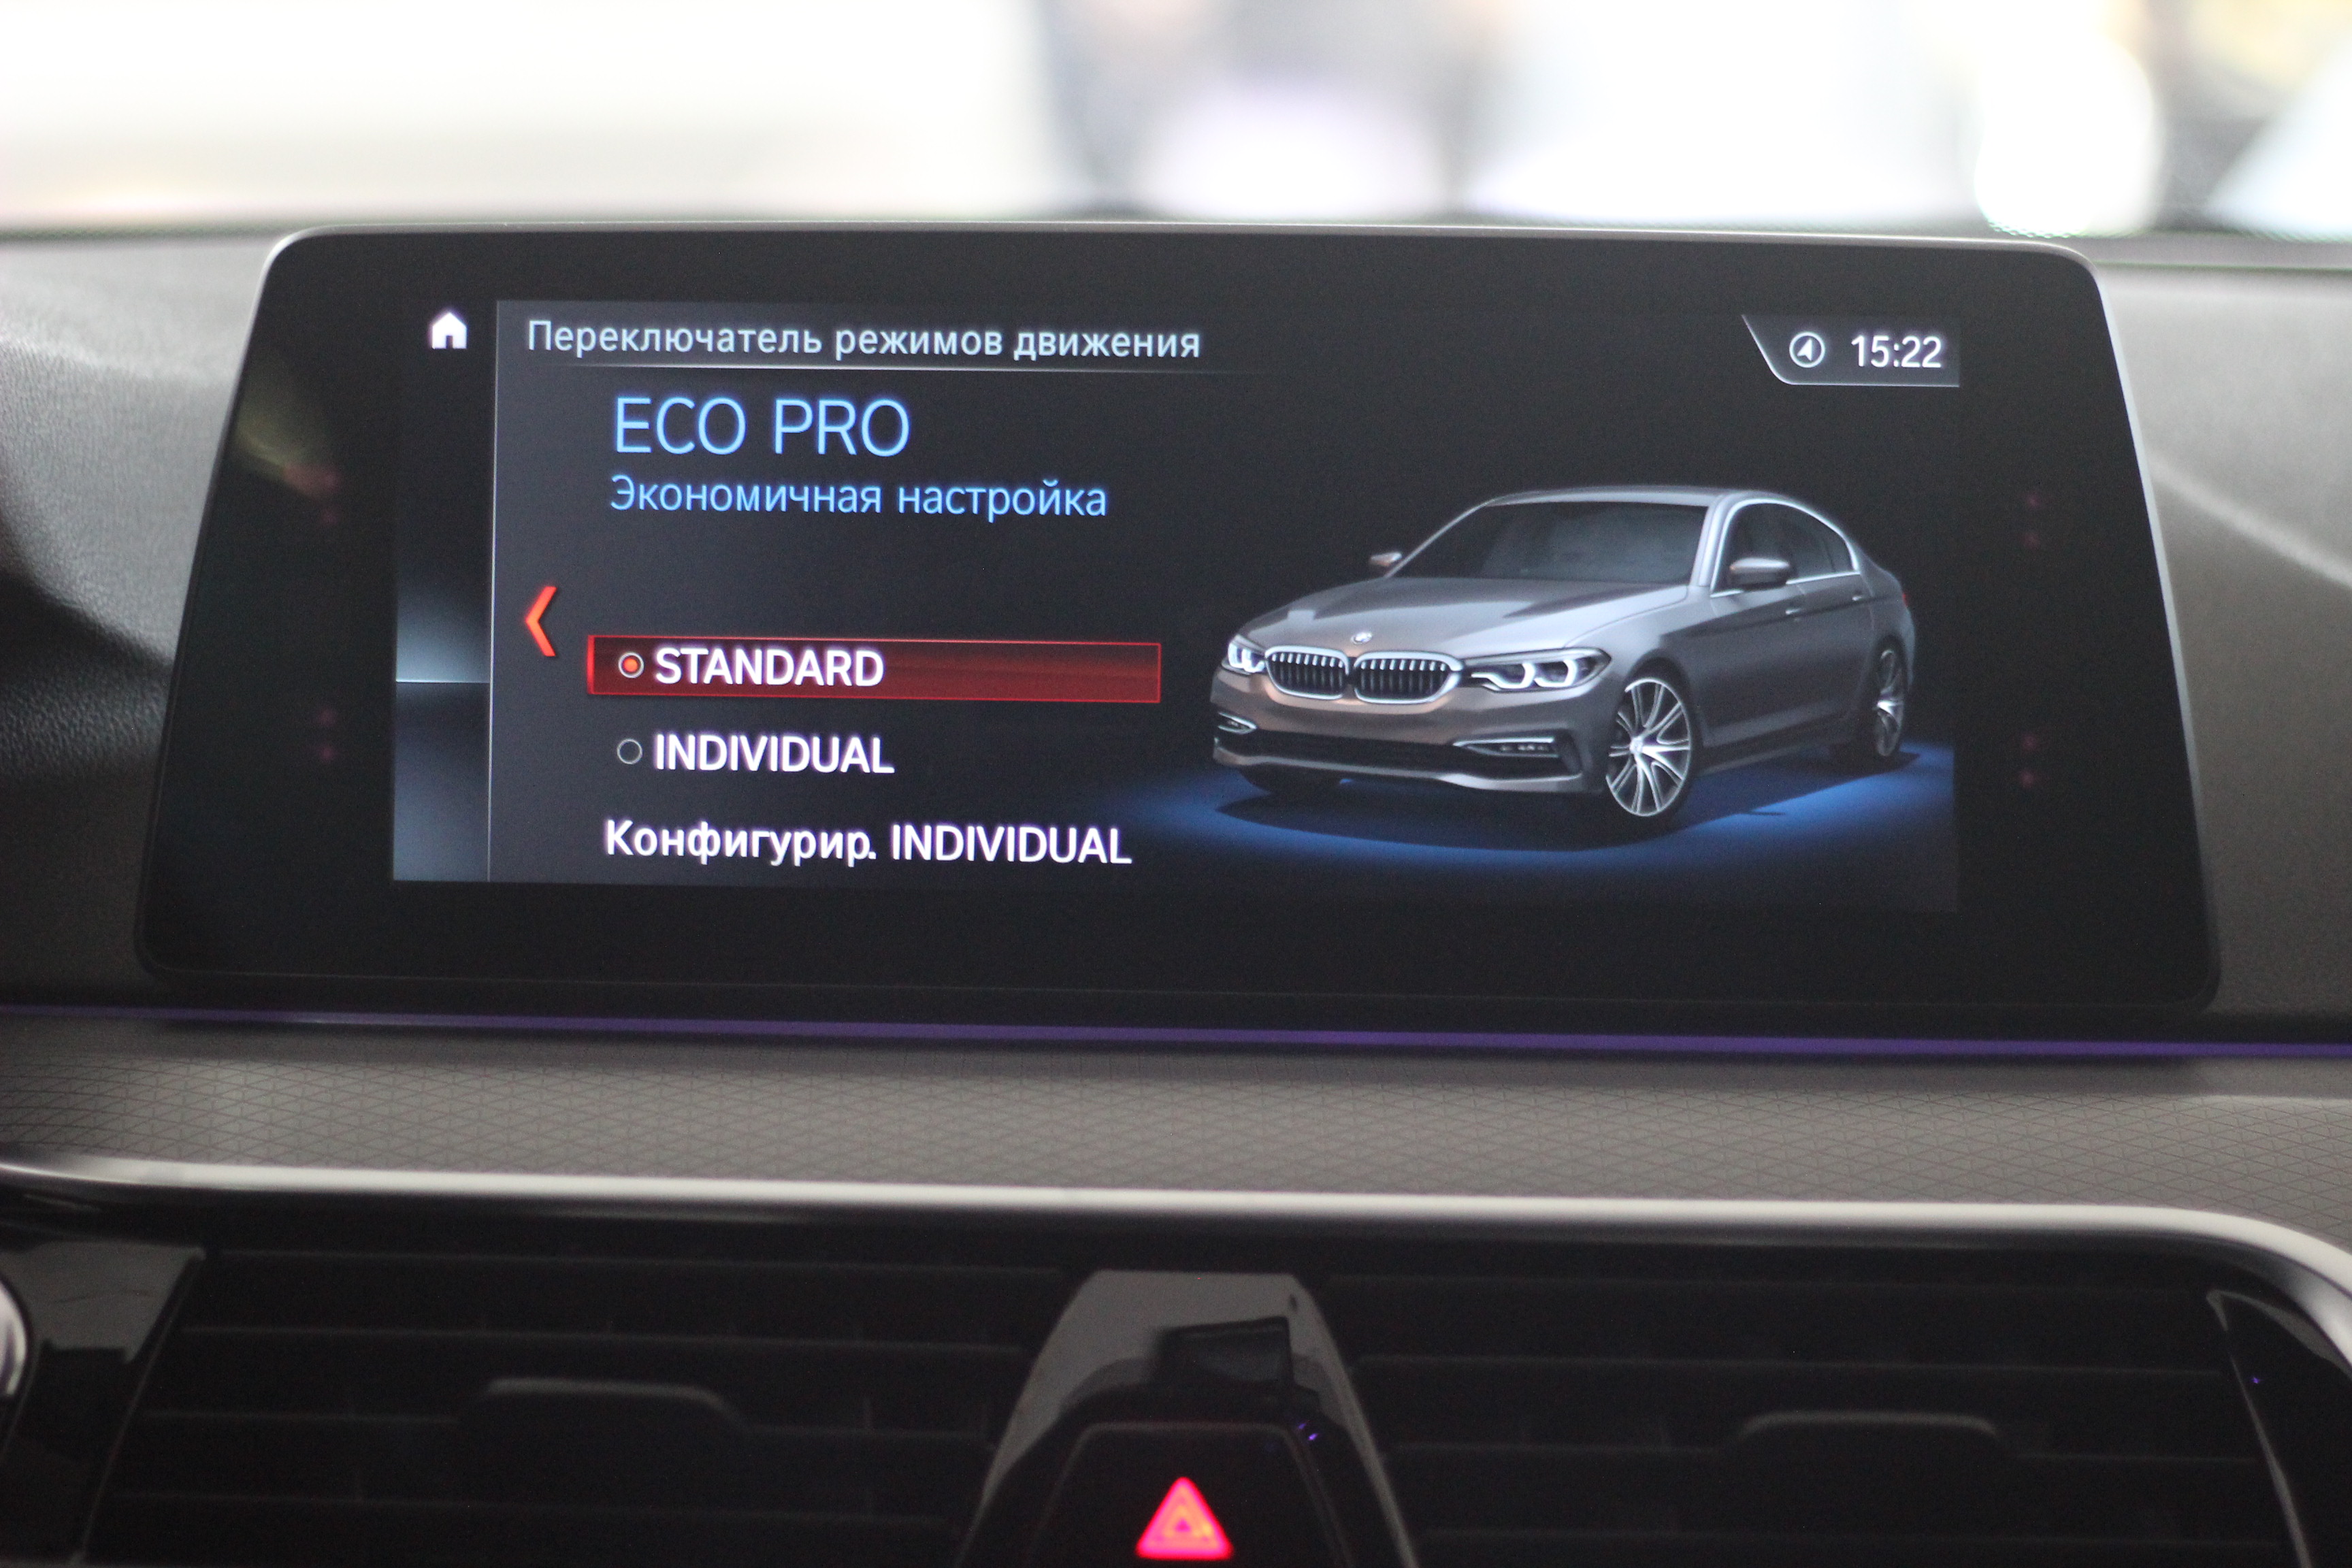 Переключатель режимов движения
15:22
ECO PRO
Экономичная настройка
STANDARD
INDIVIDUAL
Конфигурир. INDIVIDUAL